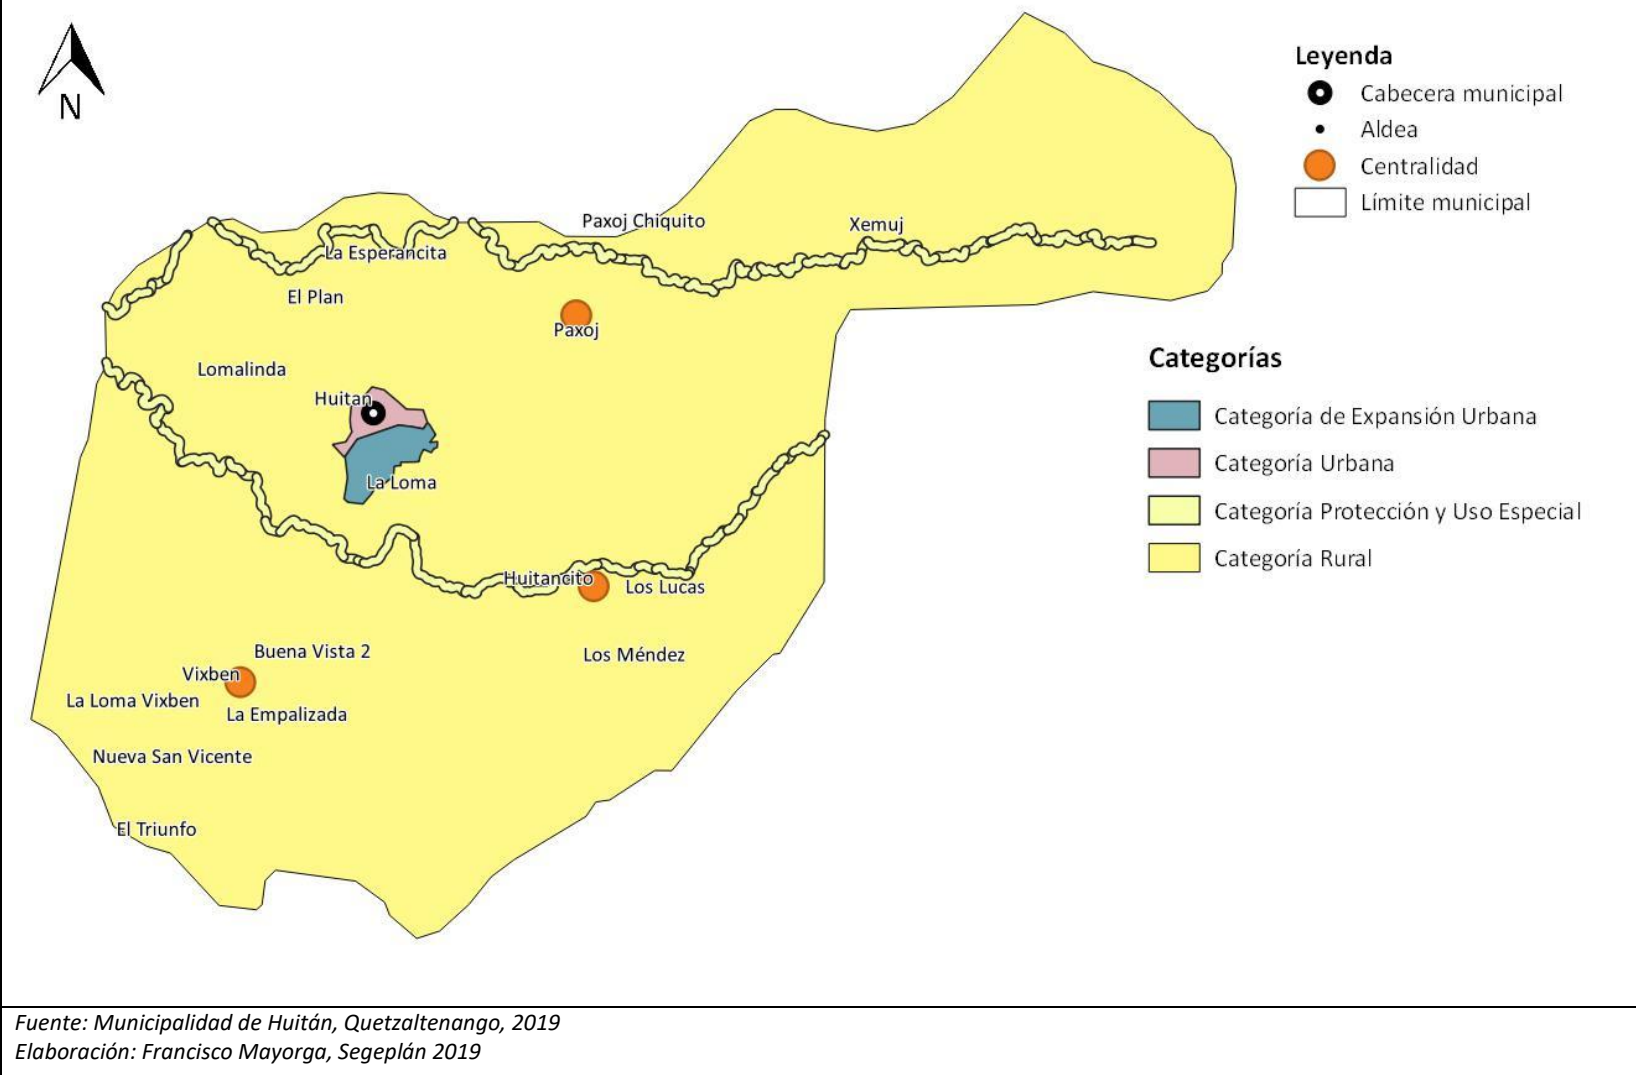 N
Leyenda
Cabecera municipal
Aldea
Centralidad
Límite municipal
Paxoj Chiquito
Xemuj
La Esperancita
El Plan
Paxoj
Lomalinda
Huitan
La Loma
Huitancito
Los Lucas
Buena Vista 2
Los Méndez
Vixben
La Loma Vixben
La Empalizada
Nueva San Vicente
El Triunfo
Categorías
Categoría de Expansión Urbana
Categoría Urbana
Categoría Protección y Uso Especial
Categoría Rural
Fuente: Municipalidad de Huitán, Quetzaltenango, 2019
Elaboración: Francisco Mayorga, Segeplán 2019